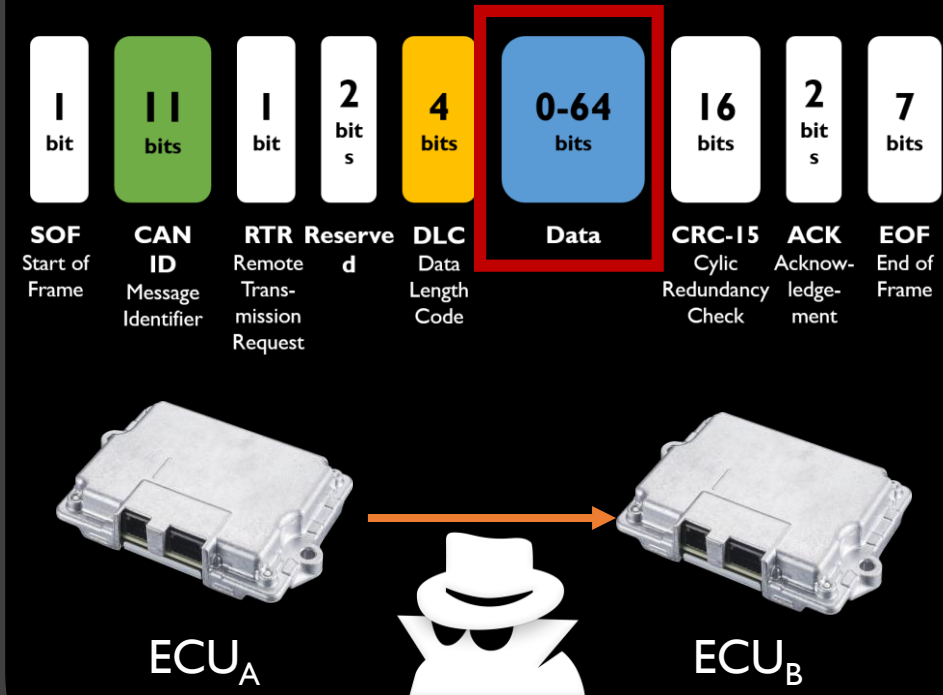 1
bit
11
bits
1
bit
2
bit
s
4
bits
0-64
bits
16
bits
2
bit
s
7
bits
SOF
Start of
Frame
CAN
ID
Message
Identifier
RTR
Remote
Trans-
mission
Request
Reserve
d
DLC
Data
Length
Code
Data
CRC-15
Cylic
Redundancy
Check
ACK
Acknow-
ledge-
ment
EOF
End of
Frame
ECUA
ECUB